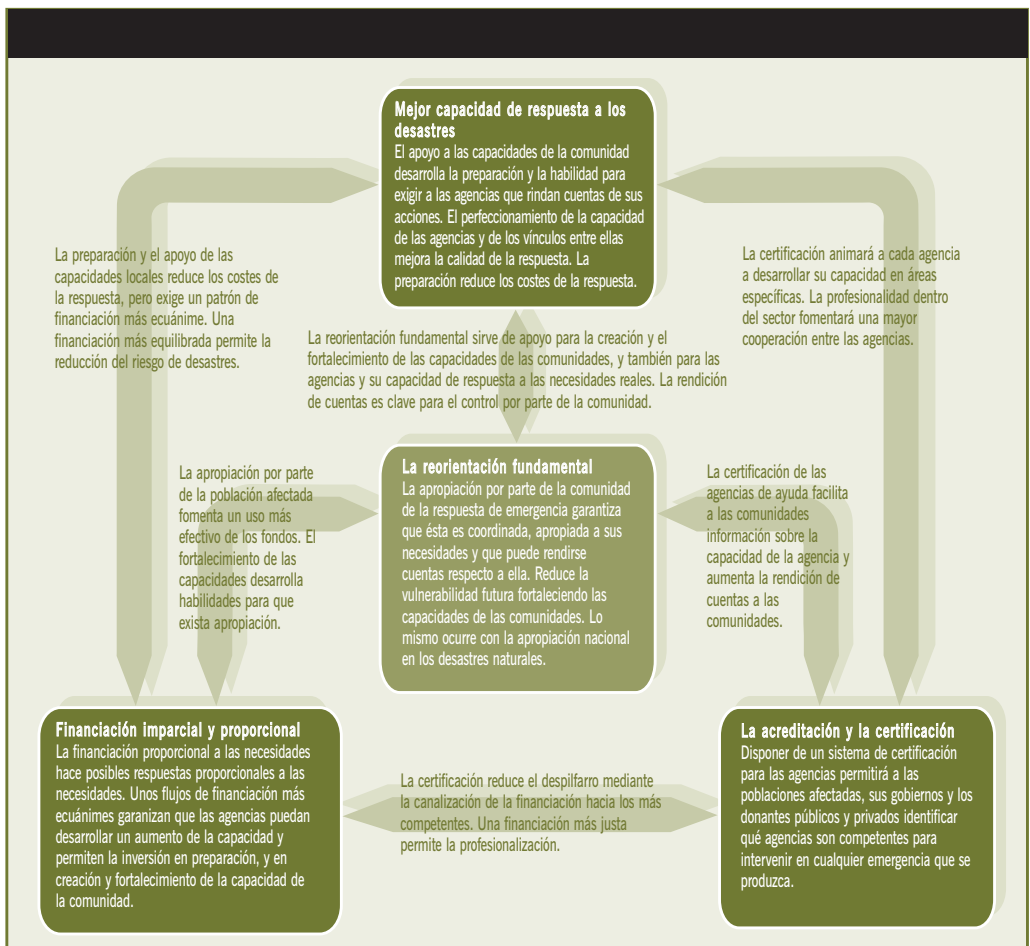 Mejor capacidad de respuesta a los
desastres
El apoyo a las capacidades de la comunidad
desarrolla la preparación y la habilidad para
exigir a las agencias que rindan cuentas de sus
acciones. El perfeccionamiento de la capacidad
de las agencias y de los vínculos entre ellas
mejora la calidad de la respuesta. La
preparación reduce los costes de la respuesta.
La preparación y el apoyo de las
capacidades locales reduce los costes de
la respuesta, pero exige un patrón de
financiación más ecuánime. Una
financiación más equilibrada permite la
reducción del riesgo de desastres.
La certificación animará a cada agencia
a desarrollar su capacidad en áreas
específicas. La profesionalidad dentro
del sector fomentará una mayor
cooperación entre las agencias.
La reorientación fundamental sirve de apoyo para la creación y el
fortalecimiento de las capacidades de las comunidades, y también para las
agencias y su capacidad de respuesta a las necesidades reales. La rendición
de cuentas es clave para el control por parte de la comunidad.
La apropiación por parte
de la población afectada
fomenta un uso más
efectivo de los fondos. El
fortalecimiento de las
capacidades desarrolla
habilidades para que
exista apropiación.
La reorientación fundamental
La apropiación por parte de la comunidad
de la respuesta de emergencia garantiza
que ésta es coordinada, apropiada a sus
necesidades y que puede rendirse
cuentas respecto a ella. Reduce la
vulnerabilidad futura fortaleciendo las
capacidades de las comunidades. Lo
mismo ocurre con la apropiación nacional
en los desastres naturales.
La certificación de las
agencias de ayuda facilita
a las comunidades
información sobre la
capacidad de la agencia y
aumenta la rendición de
cuentas a las
comunidades.
Financiación imparcial y proporcional
La financiación proporcional a las necesidades
hace posibles respuestas proporcionales a las
necesidades. Unos flujos de financiación más
ecuánimes garanizan que las agencias puedan
desarrollar un aumento de la capacidad y
permiten la inversión en preparación, y en
creación y fortalecimiento de la capacidad de
la comunidad.
La certificación reduce el despilfarro mediante
la canalización de la financiación hacia los más
competentes. Una financiación más justa
permite la profesionalización.
La acreditación y la certificación
Disponer de un sistema de certificación
para las agencias permitirá a las
poblaciones afectadas, sus gobiernos y los
donantes públicos y privados identificar
qué agencias son competentes para
intervenir en cualquier emergencia que se
produzca.